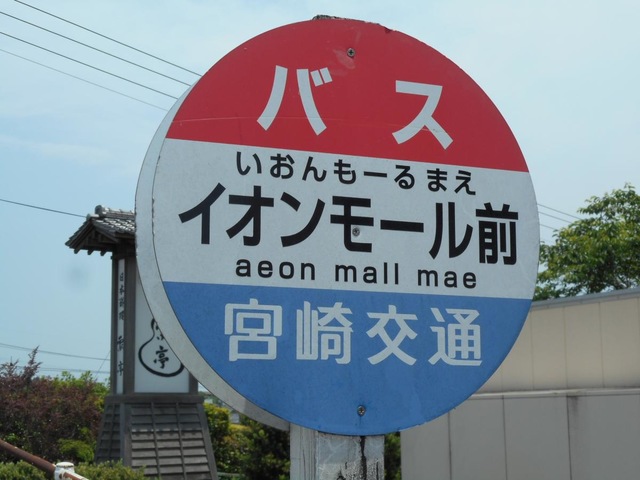 バス
いおんもーるまえ
イオンモール前
aeon mall mae
宮崎交通
亭